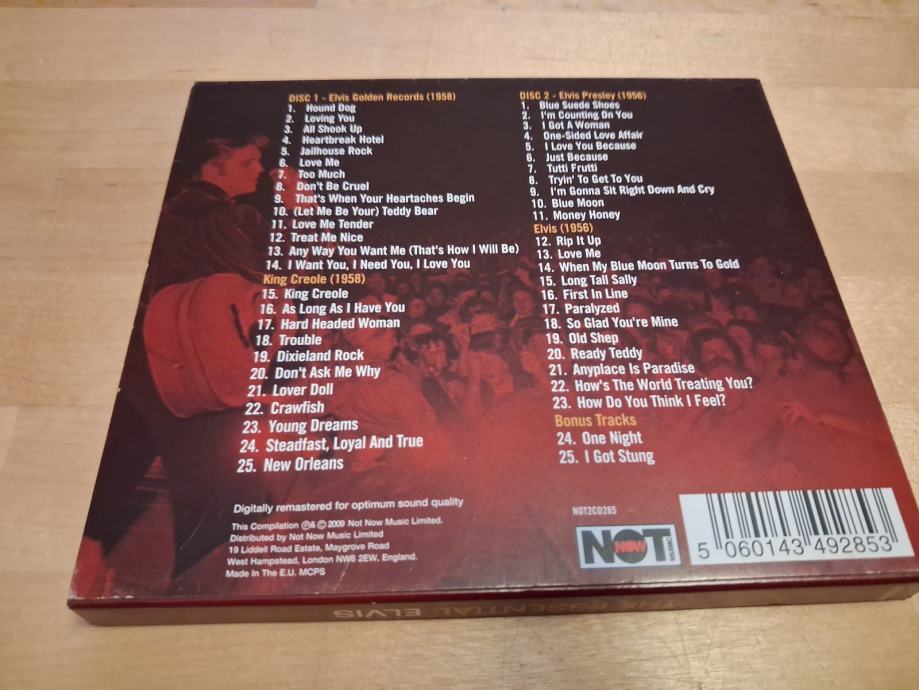 DISC 1 - Elvis Golden Records (1958)
1. Hound Dog
2. Loving You
3. All Shook Up
4. Heartbreak Hotel
5. Jailhouse Rock
6. Love Me
7. Too Much
8. Don't Be Cruel
9. That's When Your Heartaches Begin
10. (Let Me Be Your) Teddy Bear
11. Love Me Tender
12. Treat Me Nice
13. Any Way You Want Me (That's How I Will Be)
14. I Want You, I Need You, I Love You
King Creole (1958)
15. King Creole
16. As Long As I Have You
17. Hard Headed Woman
18. Trouble
19. Dixieland Rock
20. Don't Ask Me Why
21. Lover Doll
22. Crawfish
23. Young Dreams
24. Steadfast, Loyal And True
25. New Orleans
DISC 2 - Elvis Presley (1956)
1. Blue Suede Shoes
2. I'm Counting On You
3. I Got A Woman
4. One-Sided Love Affair
5. I Love You Because
6. Just Because
7. Tutti Frutti
8. Tryin' To Get To You
9. I'm Gonna Sit Right Down And Cry
10. Blue Moon
11. Money Honey
Elvis (1956)
12. Rip It Up
13. Love Me
14. When My Blue Moon Turns To Gold
15. Long Tall Sally
16. First In Line
17. Paralyzed
18. So Glad You're Mine
19. Old Shep
20. Ready Teddy
21. Anyplace Is Paradise
22. How's The World Treating You?
23. How Do You Think I Feel?
Bonus Tracks
24. One Night
25. I Got Stung
Digitally remastered for optimum sound quality
This Compilation ℗& © 2009 Not Now Music Limited.
Distributed by Not Now Music Limited
19 Liddell Road Estate, Maygrove Road
West Hampstead, London NW6 2EW, England.
Made In The E.U. MCPS
NOT2CD285
NOT NOW MUSIC
5 060143 492853
THE ESSENTIAL ELVIS